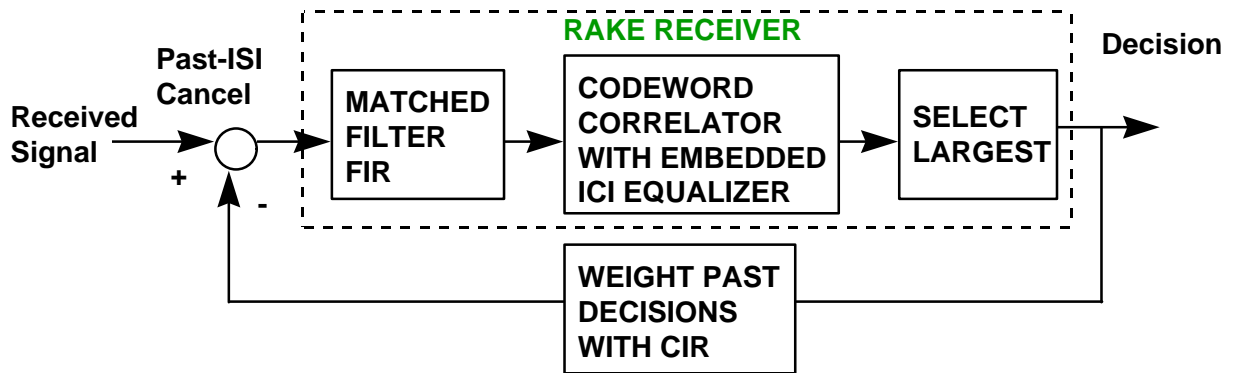 RAKE RECEIVER
Decision
Past-ISI
Cancel
Received
Signal
+
-
MATCHED
FILTER
FIR
CODEWORD
CORRELATOR
WITH EMBEDDED
ICI EQUALIZER
SELECT
LARGEST
WEIGHT PAST
DECISIONS
WITH CIR